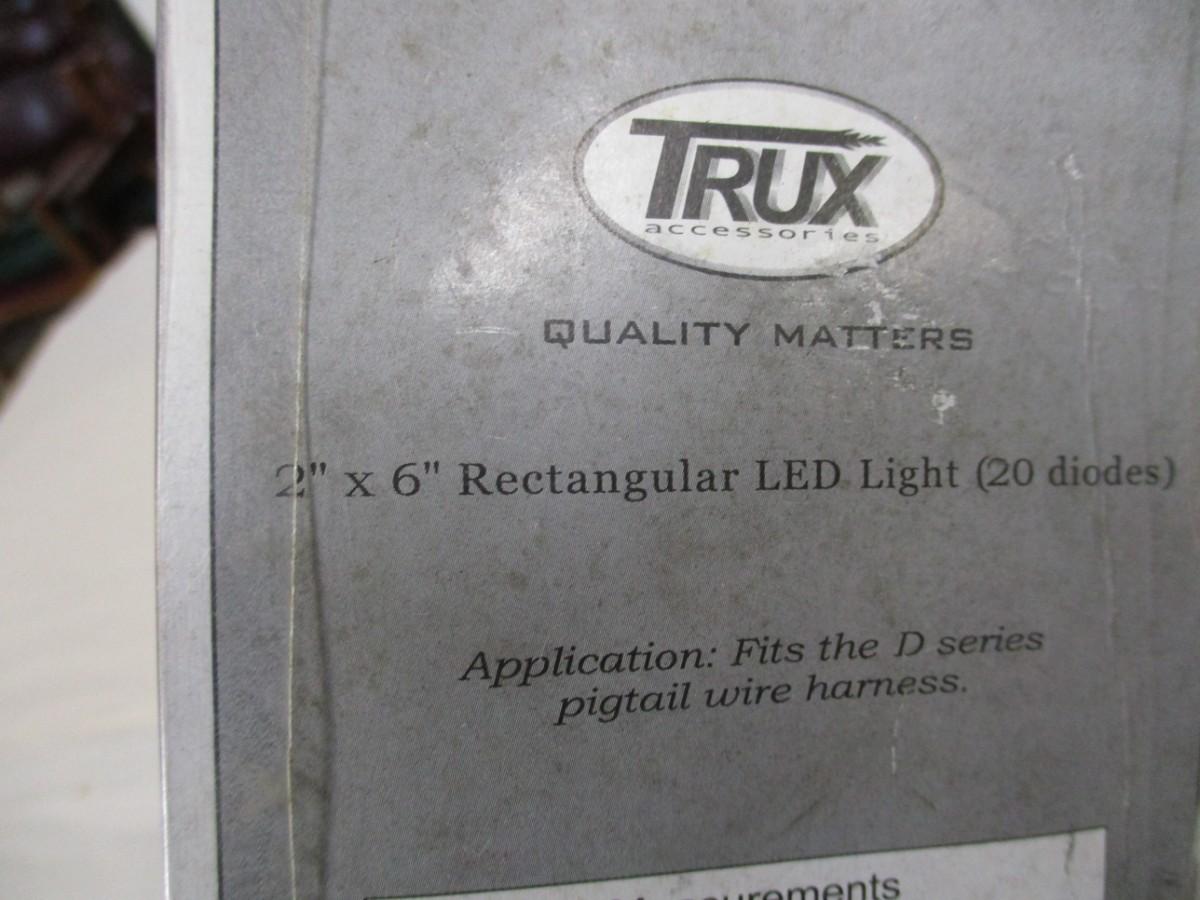 TRUX
accessories
QUALITY MATTERS
2" x 6" Rectangular LED Light (20 diodes)
Application: Fits the D series
pigtail wire harness.